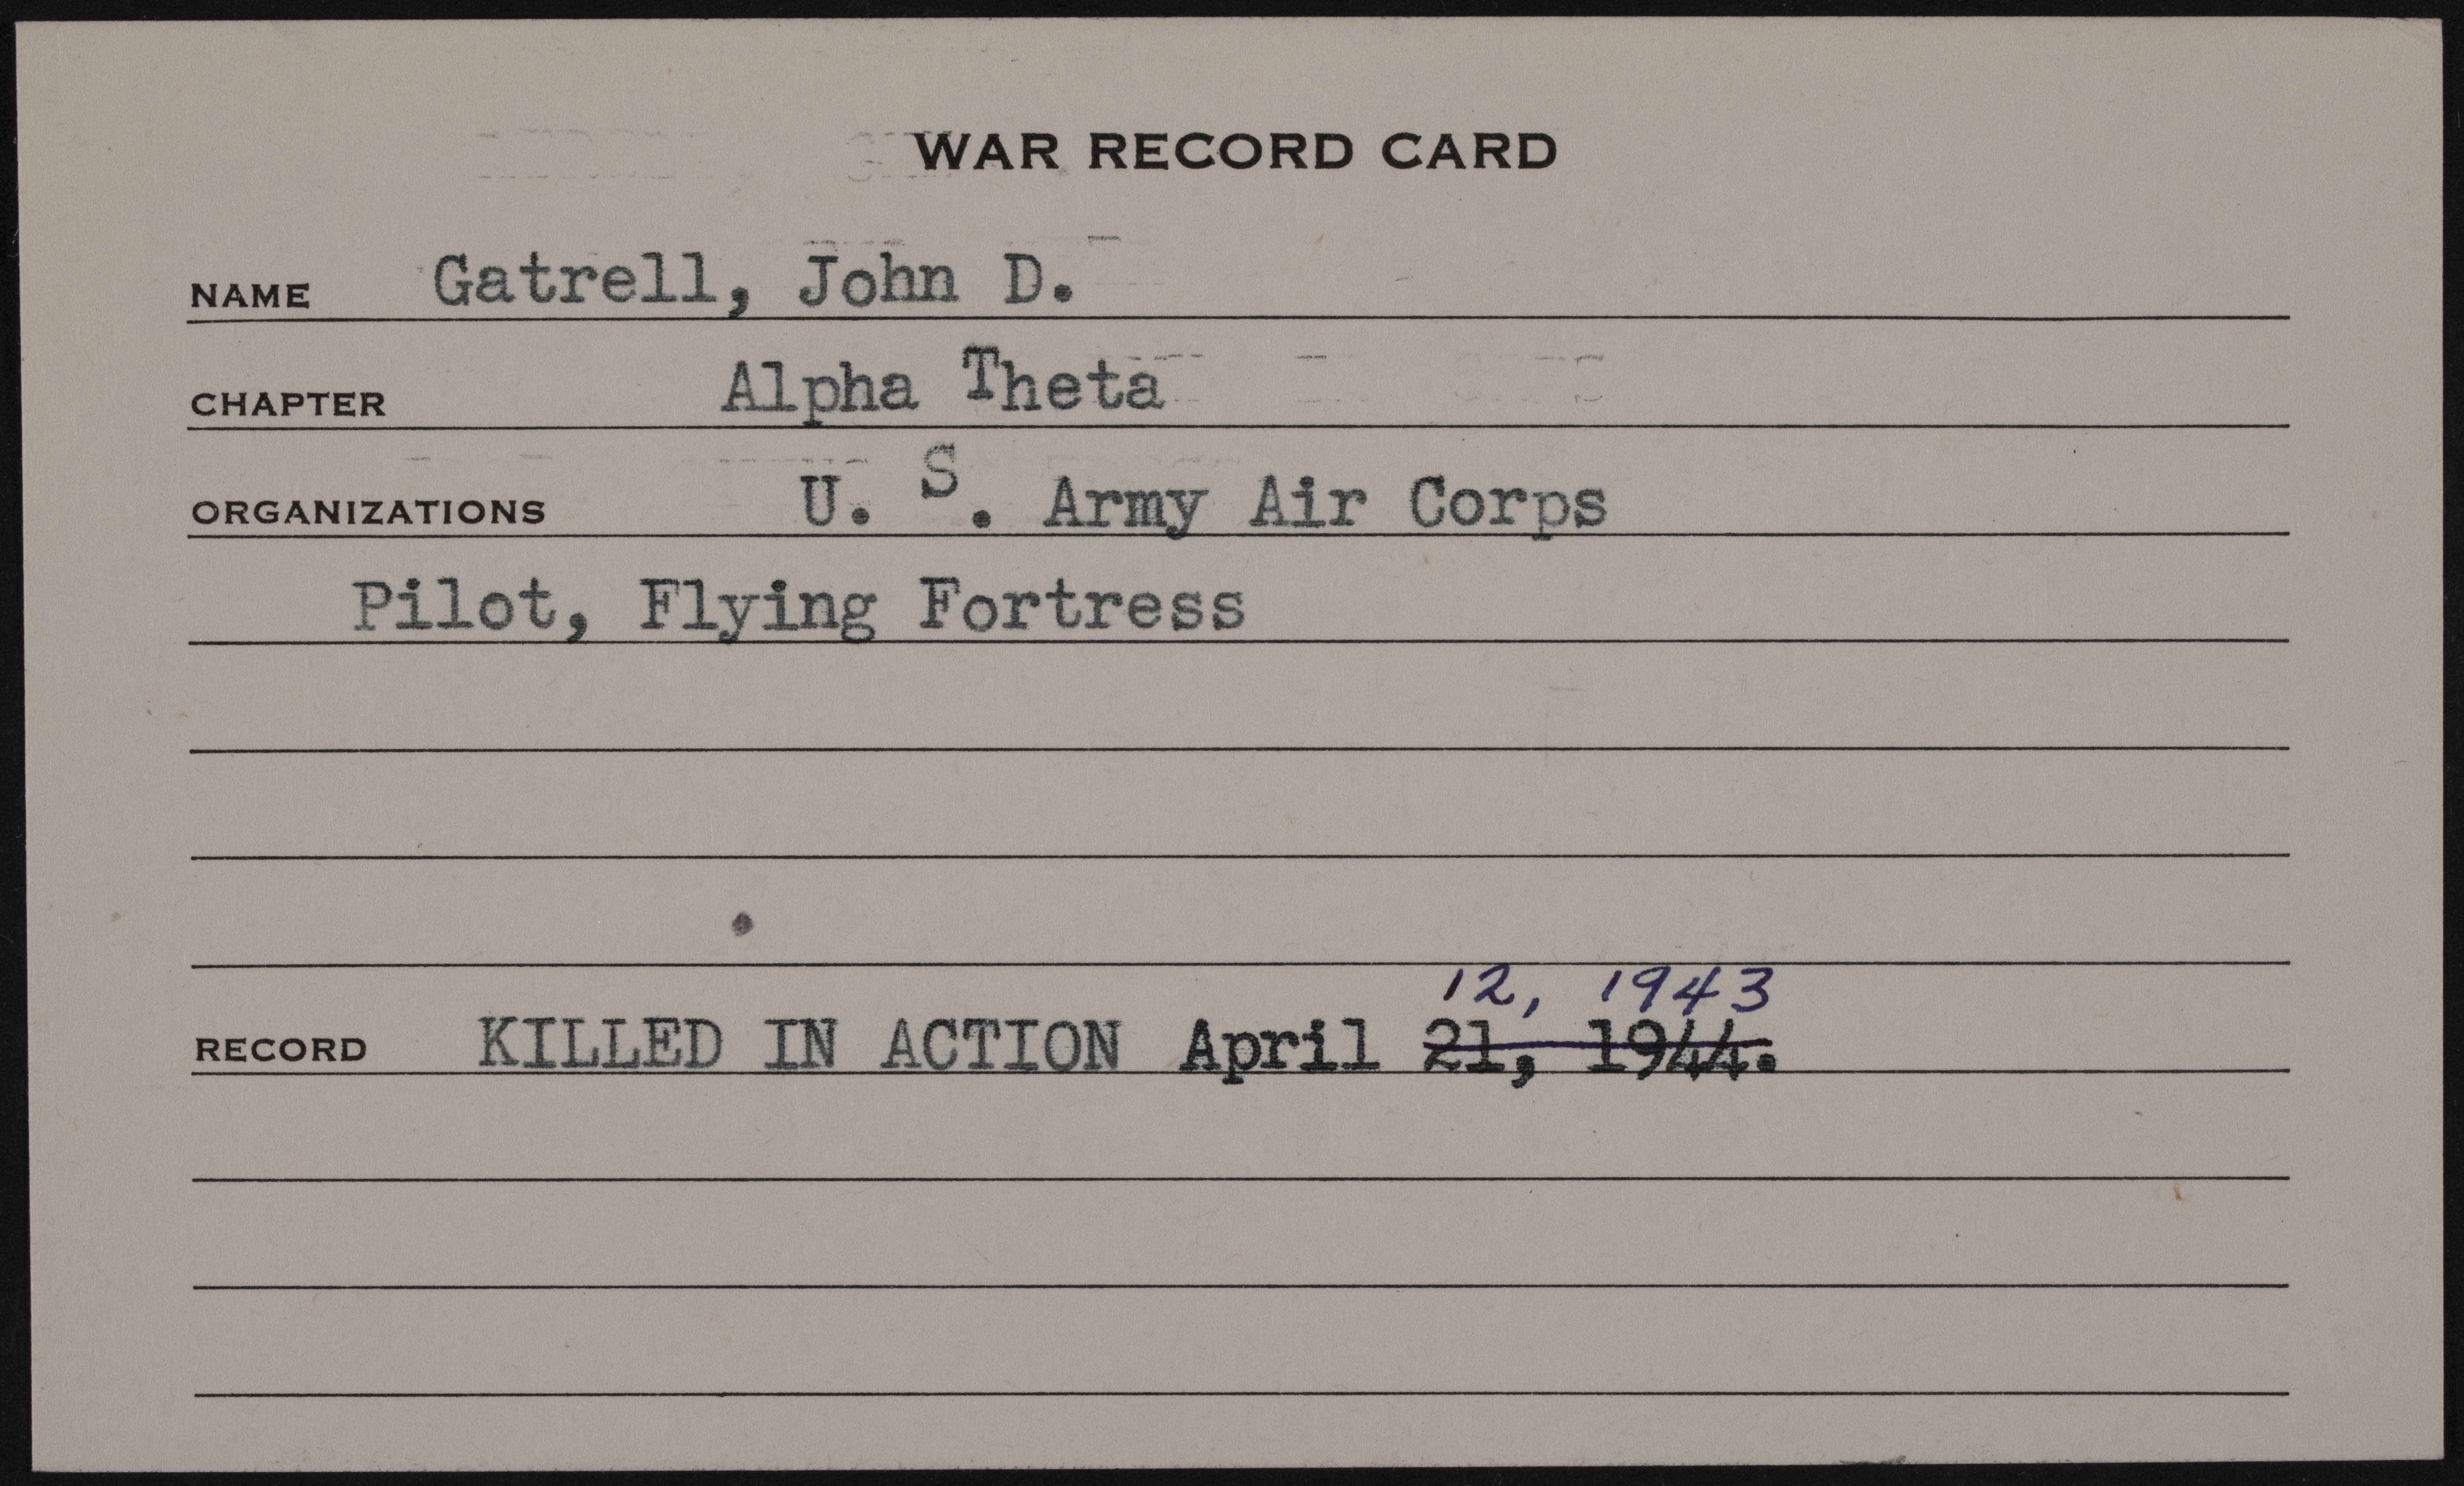 WAR RECORD CARD
NAME Gatrell, John D.
CHAPTER Alpha Theta
ORGANIZATIONS U. S. Army Air Corps
Pilot, Flying Fortress
12, 1943
RECORD KILLED IN ACTION April 21, 1944.